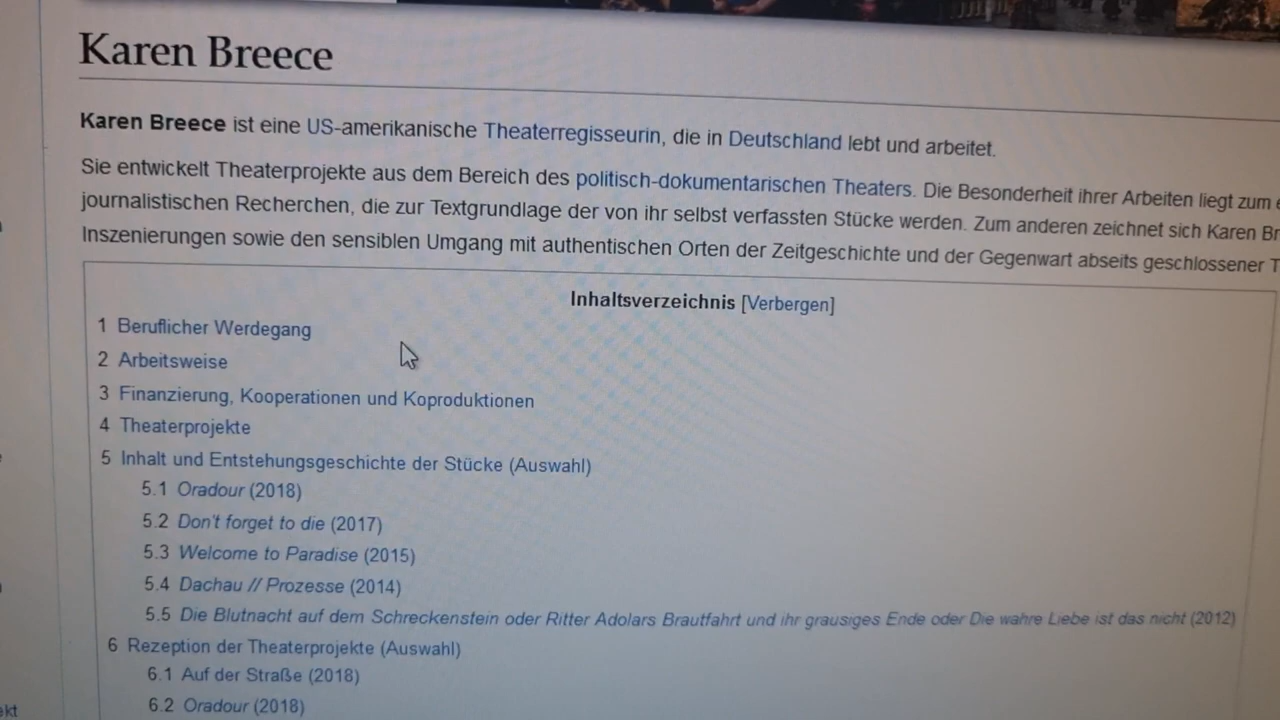 Karen Breece
Karen Breece ist eine US-amerikanische Theaterregisseurin, die in Deutschland lebt und arbeitet.
Sie entwickelt Theaterprojekte aus dem Bereich des politisch-dokumentarischen Theaters. Die Besonderheit ihrer Arbeiten liegt zum
journalistischen Recherchen, die zur Textgrundlage der von ihr selbst verfassten Stücke werden. Zum anderen zeichnet sich Karen Br
Inszenierungen sowie den sensiblen Umgang mit authentischen Orten der Zeitgeschichte und der Gegenwart abseits geschlossener T
Inhaltsverzeichnis [Verbergen]
1 Beruflicher Werdegang
2 Arbeitsweise
3 Finanzierung, Kooperationen und Koproduktionen
4 Theaterprojekte
5 Inhalt und Entstehungsgeschichte der Stücke (Auswahl)
5.1 Oradour (2018)
5.2 Don't forget to die (2017)
5.3 Welcome to Paradise (2015)
5.4 Dachau // Prozesse (2014)
5.5 Die Blutnacht auf dem Schreckenstein oder Ritter Adolars Brautfahrt und ihr grausiges Ende oder Die wahre Liebe ist das nicht (2012)
6 Rezeption der Theaterprojekte (Auswahl)
6.1 Auf der Straße (2018)
6.2 Oradour (2018)
ekt